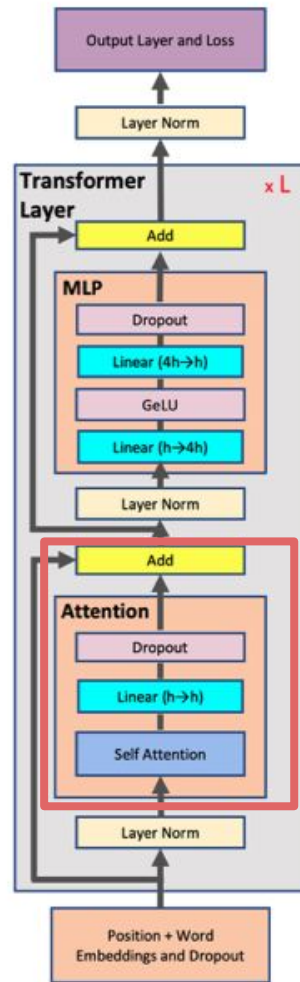 Output Layer and Loss
Layer Norm
Transformer
Layer
x L
Add
MLP
Dropout
Linear (4h→h)
GeLU
Linear (h→4h)
Layer Norm
Add
Attention
Dropout
Linear (h→h)
Self Attention
Layer Norm
Position + Word
Embeddings and Dropout